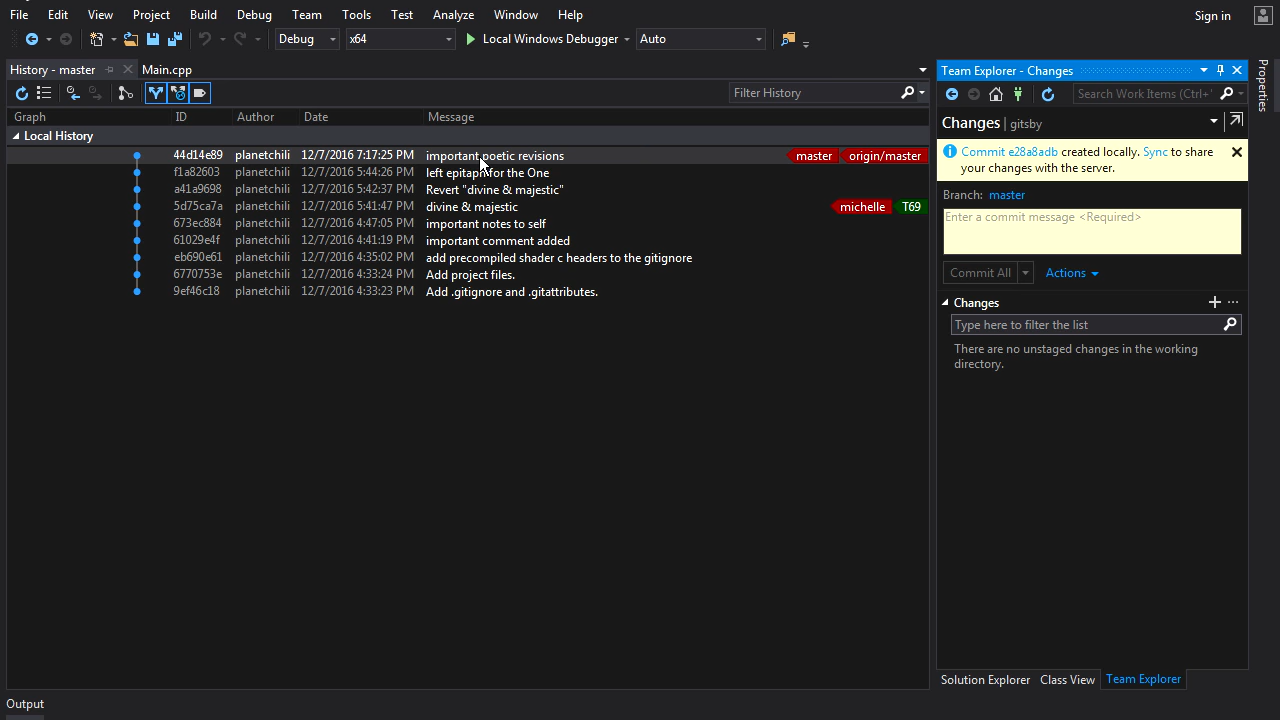 File Edit View Project Build Debug Team Tools Test Analyze Window Help Sign in
Debug x64 Local Windows Debugger Auto
History - master Main.cpp
Filter History
Graph ID Author Date Message
Local History
44d14e89 planetchili 12/7/2016 7:17:25 PM important poetic revisions master origin/master
f1a82603 planetchili 12/7/2016 5:44:26 PM left epitaph for the One
a41a9698 planetchili 12/7/2016 5:42:37 PM Revert "divine & majestic"
5d75ca7a planetchili 12/7/2016 5:41:47 PM divine & majestic michelle T69
673ec884 planetchili 12/7/2016 4:47:05 PM important notes to self
61029e4f planetchili 12/7/2016 4:41:19 PM important comment added
eb690e61 planetchili 12/7/2016 4:35:02 PM add precompiled shader c headers to the gitignore
6770753e planetchili 12/7/2016 4:33:24 PM Add project files.
9ef46c18 planetchili 12/7/2016 4:33:23 PM Add .gitignore and .gitattributes.
Team Explorer - Changes
Search Work Items (Ctrl+'
Changes | gitsby
Commit e28a8adb created locally. Sync to share
your changes with the server.
Branch: master
Enter a commit message <Required>
Commit All Actions
Changes
Type here to filter the list
There are no unstaged changes in the working
directory.
Solution Explorer Class View Team Explorer
Properties
Output